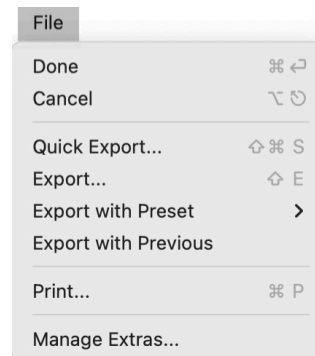 File
Done ⌘ ↩
Cancel ⌥ ⎋
Quick Export... ⇧ ⌘ S
Export... ⇧ E
Export with Preset >
Export with Previous
Print... ⌘ P
Manage Extras...